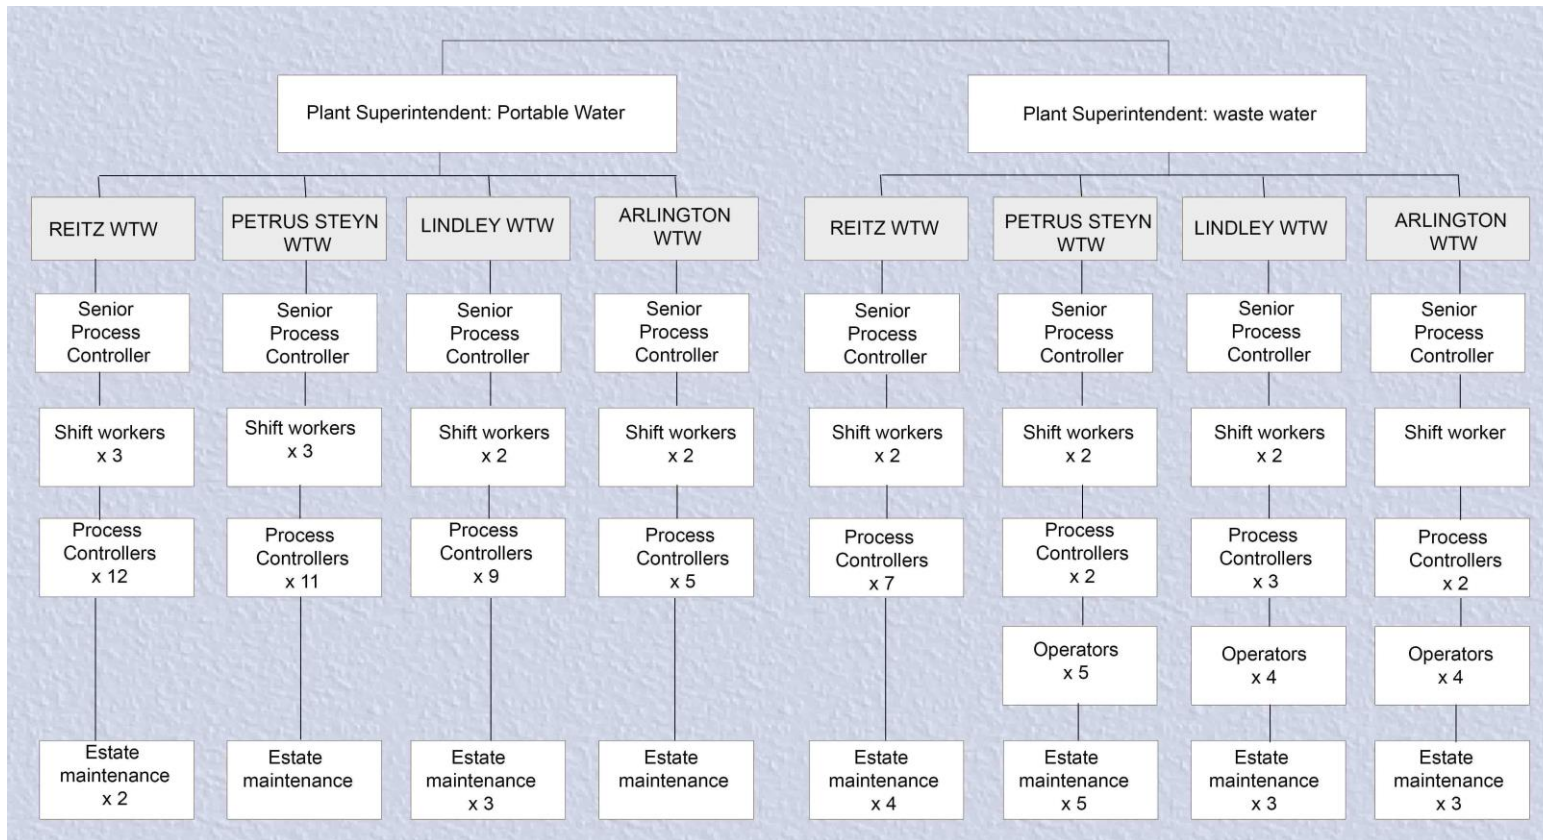 Plant Superintendent: Portable Water
Plant Superintendent: waste water
REITZ WTW
PETRUS STEYN
WTW
LINDLEY WTW
ARLINGTON
WTW
REITZ WTW
PETRUS STEYN
WTW
LINDLEY WTW
ARLINGTON
WTW
Senior
Process
Controller
Senior
Process
Controller
Senior
Process
Controller
Senior
Process
Controller
Senior
Process
Controller
Senior
Process
Controller
Senior
Process
Controller
Senior
Process
Controller
Shift workers
x 3
Shift workers
x 3
Shift workers
x 2
Shift workers
x 2
Shift workers
x 2
Shift workers
x 2
Shift workers
x 2
Shift worker
Process
Controllers
x 12
Process
Controllers
x 11
Process
Controllers
x 9
Process
Controllers
x 5
Process
Controllers
x 7
Process
Controllers
x 2
Process
Controllers
x 3
Process
Controllers
x 2
Operators
x 5
Operators
x 4
Operators
x 4
Estate
maintenance
x 2
Estate
maintenance
Estate
maintenance
x 3
Estate
maintenance
Estate
maintenance
x 4
Estate
maintenance
x 5
Estate
maintenance
x 3
Estate
maintenance
x 3